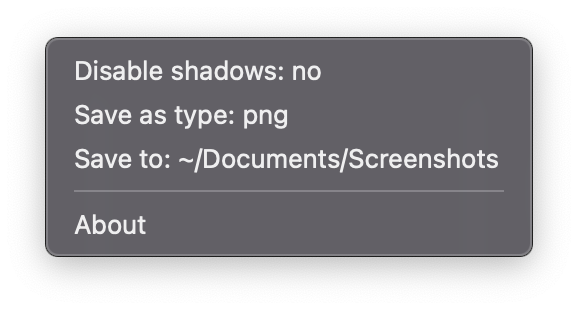 Disable shadows: no
Save as type: png
Save to: ~/Documents/Screenshots
About